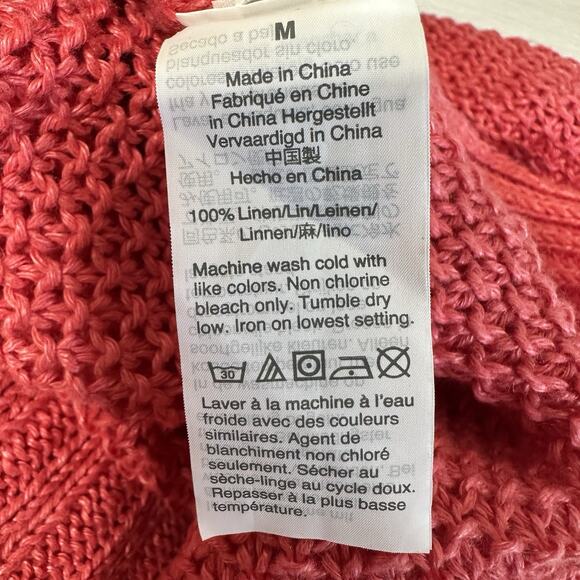 M
Made in China
Fabriqué en Chine
in China Hergestellt
Vervaardigd in China
中国製
Hecho en China
100% Linen/Lin/Leinen/
Linnen/麻/lino
Machine wash cold with
like colors. Non chlorine
bleach only. Tumble dry
low. Iron on lowest setting.
30
Laver à la machine à l'eau
froide avec des couleurs
similaires. Agent de
blanchiment non chloré
seulement. Sécher au
sèche-linge au cycle doux.
Repasser à la plus basse
température.